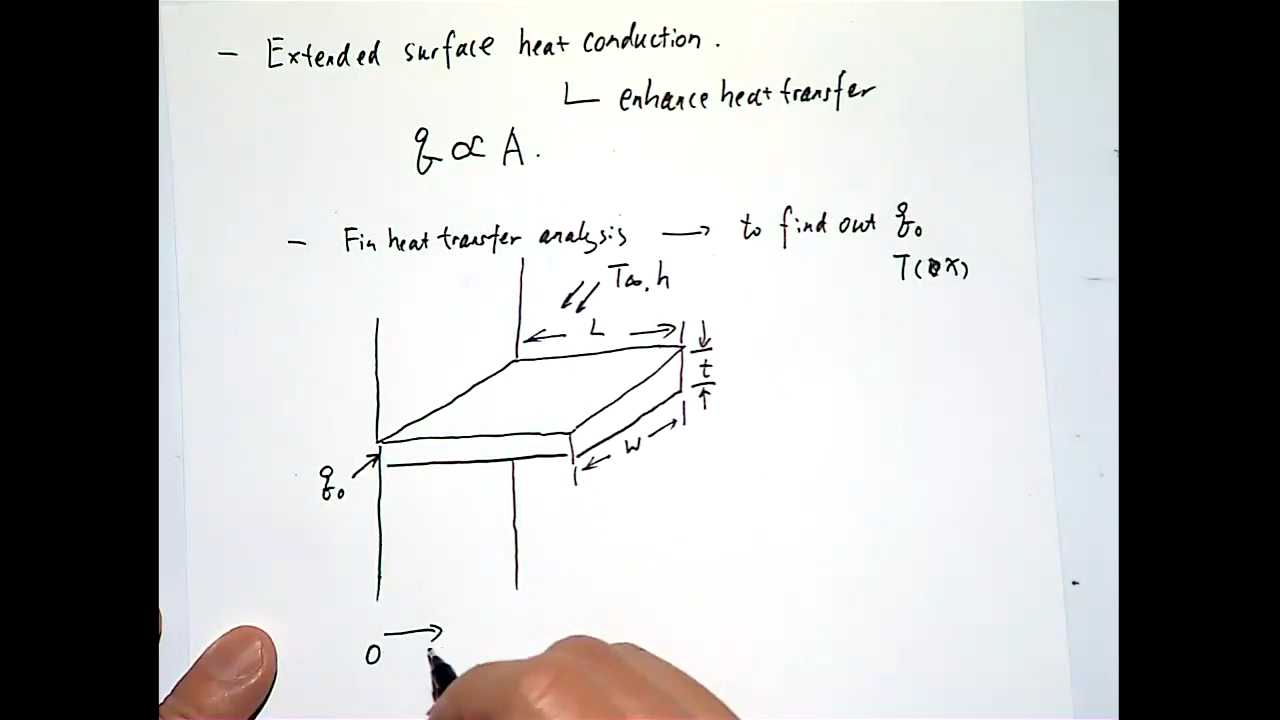 - Extended surface heat conduction.
enhance heat transfer
q ∝ A.
- Fin heat transfer analysis → to find out q₀
T(x)
T∞, h
L
t
w
q₀
0 →